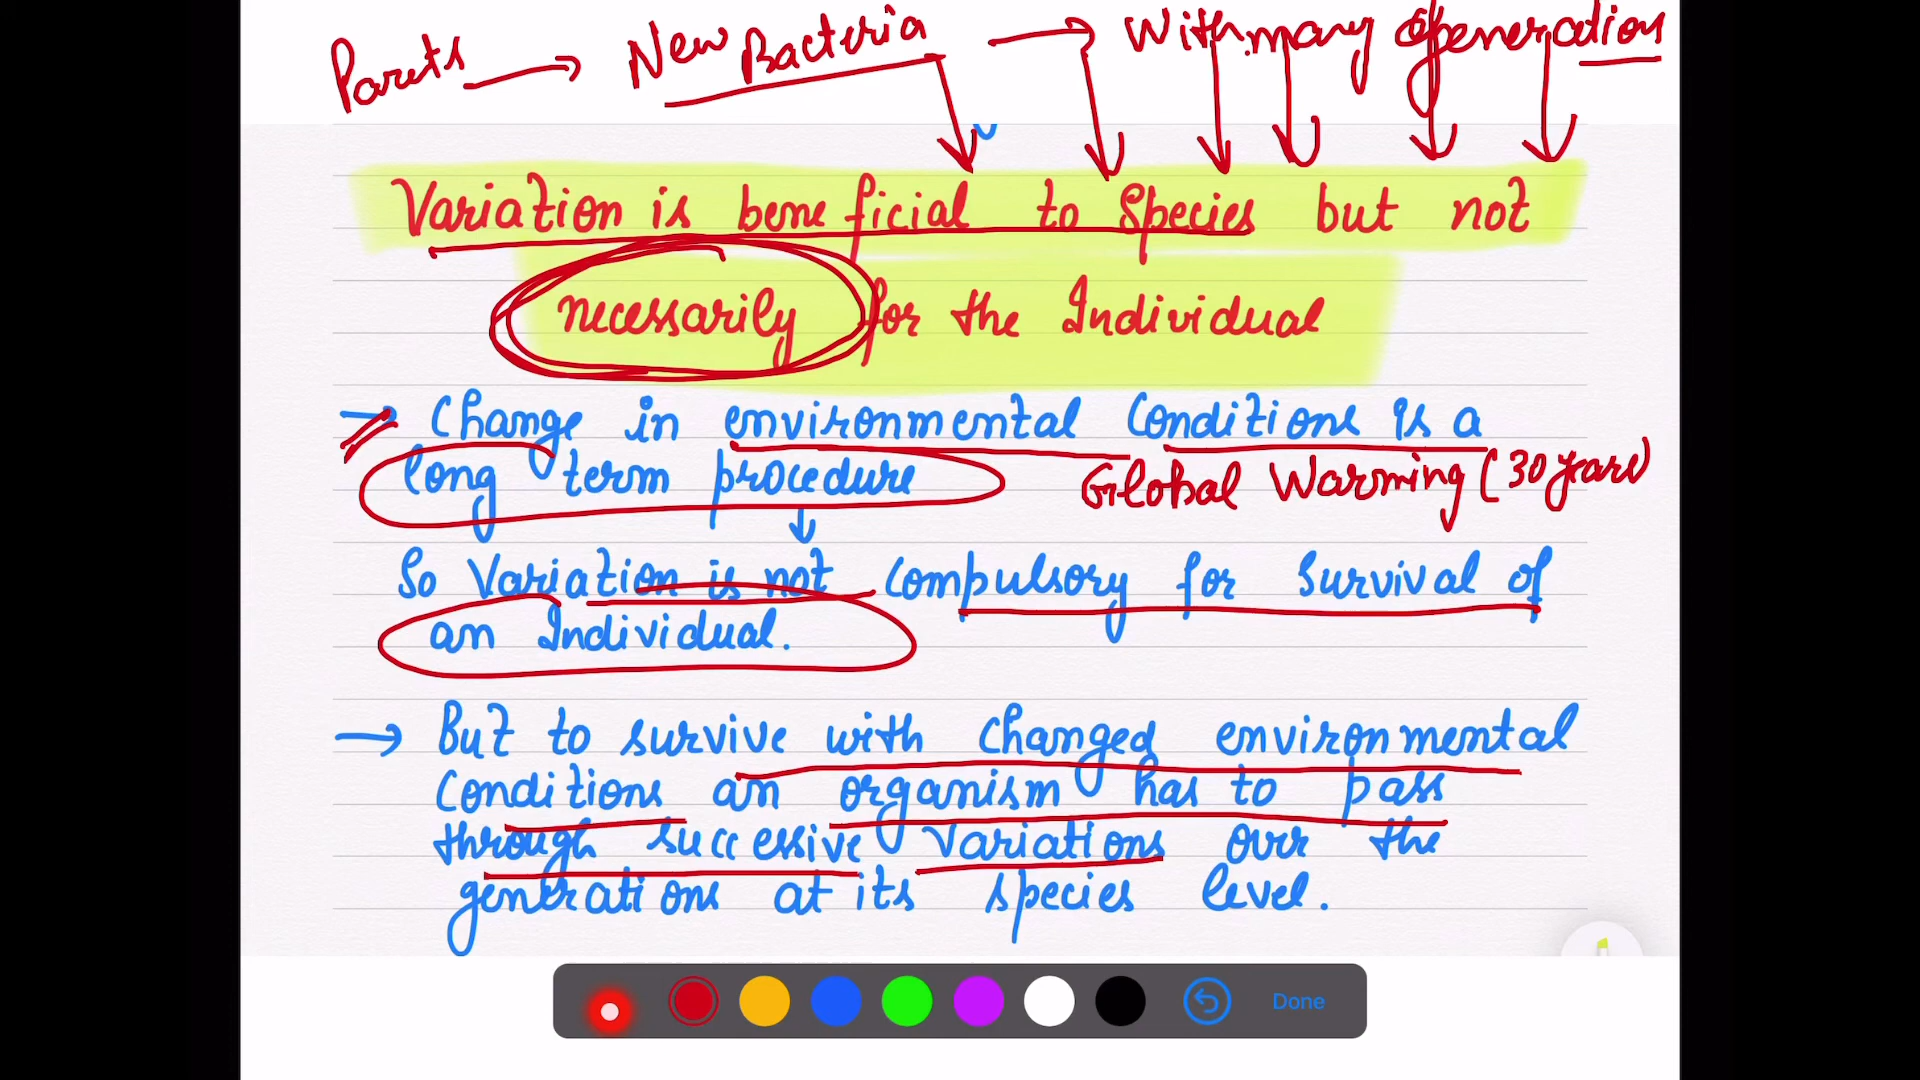 Parents → New Bacteria → With many Generation
Variation is beneficial to Species but not
necessarily for the Individual
→ Change in environmental Conditions is a
long term procedure
Global Warming (30 years)
So Variation is not Compulsory for Survival of
an Individual.
→ But to survive with Changed environmental
Conditions an organism has to pass
through successive Variations over the
generations at its species level.
Done